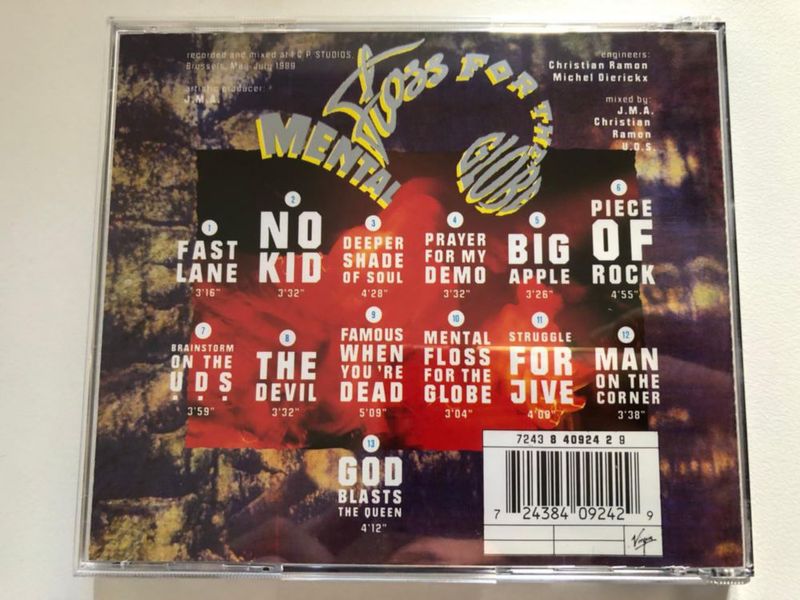 recorded and mixed at I.C.P. STUDIOS,
Brussels, May-July 1989
artistic producer:
J.M.A.
MENTAL FLOSS FOR THE GLOBE
engineers:
Christian Ramon
Michel Dierickx
mixed by:
J.M.A.
Christian
Ramon
U.D.S.
1
FAST
LANE
3'16"
2
NO
KID
3'32"
3
DEEPER
SHADE
OF SOUL
4'28"
4
PRAYER
FOR MY
DEMO
3'32"
5
BIG
APPLE
3'26"
6
PIECE
OF
ROCK
4'55"
7
BRAINSTORM
ON THE
U.D.S.
3'59"
8
THE
DEVIL
3'32"
9
FAMOUS
WHEN
YOU'RE
DEAD
5'09"
10
MENTAL
FLOSS
FOR THE
GLOBE
3'04"
11
STRUGGLE
FOR
JIVE
4'09"
12
MAN
ON THE
CORNER
3'38"
13
GOD
BLASTS
THE QUEEN
4'12"
7243 8 40924 2 9
7 24384 09242 9
Virgin